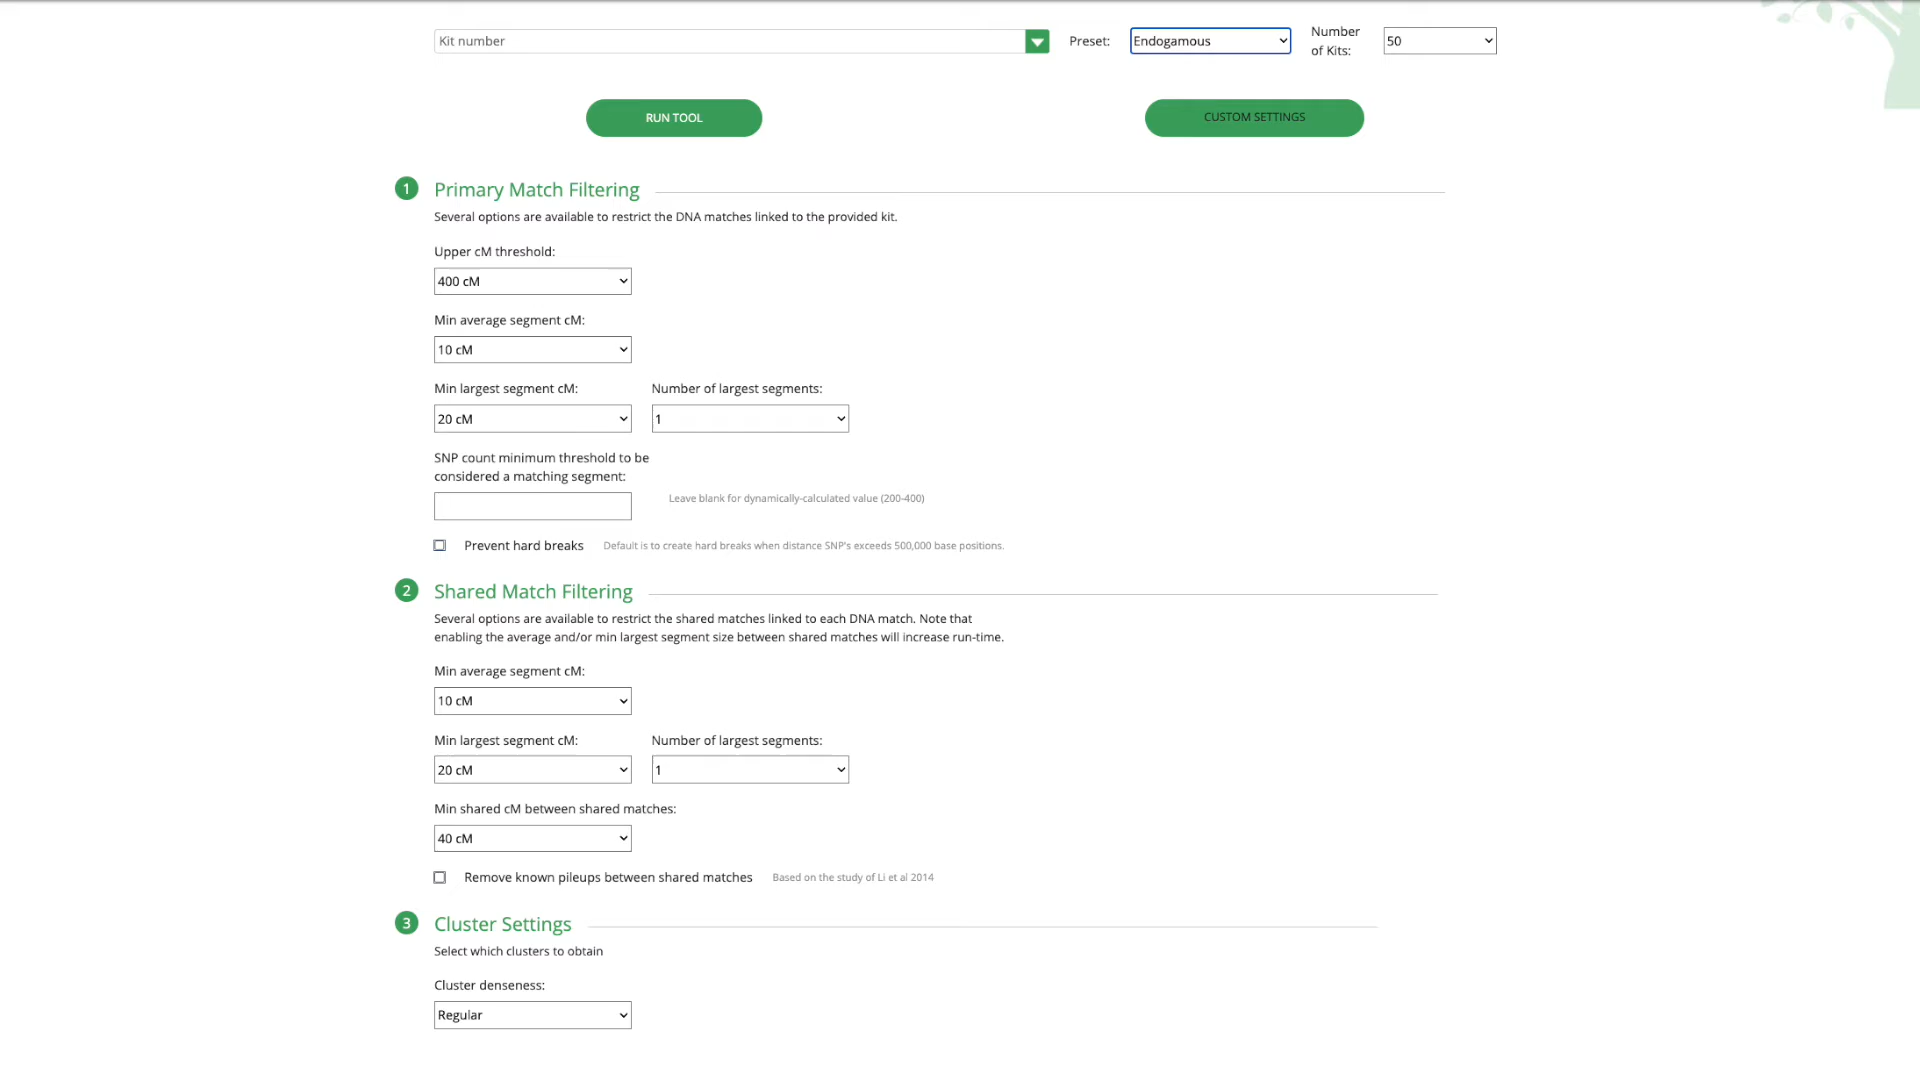 Kit number
Preset:
Endogamous
Number
of Kits:
50
RUN TOOL
CUSTOM SETTINGS
1
Primary Match Filtering
Several options are available to restrict the DNA matches linked to the provided kit.
Upper cM threshold:
400 cM
Min average segment cM:
10 cM
Min largest segment cM:
Number of largest segments:
20 cM
1
SNP count minimum threshold to be
considered a matching segment:
Leave blank for dynamically-calculated value (200-400)
Prevent hard breaks
Default is to create hard breaks when distance SNP's exceeds 500,000 base positions.
2
Shared Match Filtering
Several options are available to restrict the shared matches linked to each DNA match. Note that
enabling the average and/or min largest segment size between shared matches will increase run-time.
Min average segment cM:
10 cM
Min largest segment cM:
Number of largest segments:
20 cM
1
Min shared cM between shared matches:
40 cM
Remove known pileups between shared matches
Based on the study of Li et al 2014
3
Cluster Settings
Select which clusters to obtain
Cluster denseness:
Regular